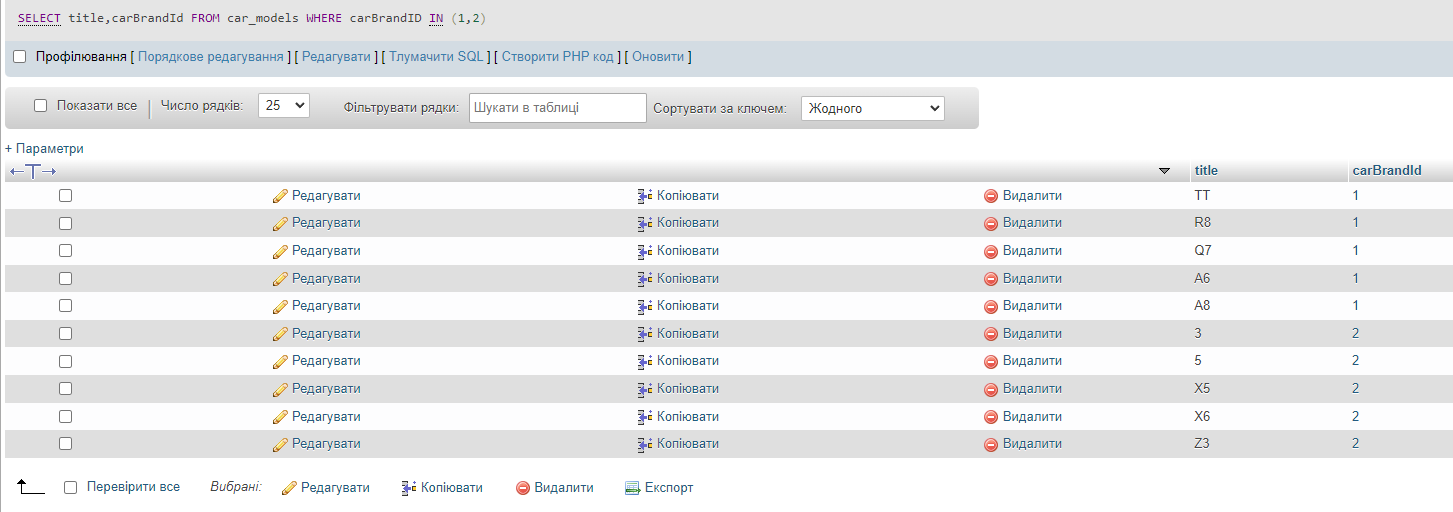 SELECT title,carBrandId FROM car_models WHERE carBrandID IN (1,2)
Профілювання [ Порядкове редагування ] [ Редагувати ] [ Тлумачити SQL ] [ Створити PHP код ] [ Оновити ]
Показати все | Число рядків: 25 Фільтрувати рядки: Шукати в таблиці Сортувати за ключем: Жодного
+ Параметри
←T→ title carBrandId
Редагувати Копіювати Видалити TT 1
Редагувати Копіювати Видалити R8 1
Редагувати Копіювати Видалити Q7 1
Редагувати Копіювати Видалити A6 1
Редагувати Копіювати Видалити A8 1
Редагувати Копіювати Видалити 3 2
Редагувати Копіювати Видалити 5 2
Редагувати Копіювати Видалити X5 2
Редагувати Копіювати Видалити X6 2
Редагувати Копіювати Видалити Z3 2
Перевірити все Вибрані: Редагувати Копіювати Видалити Експорт